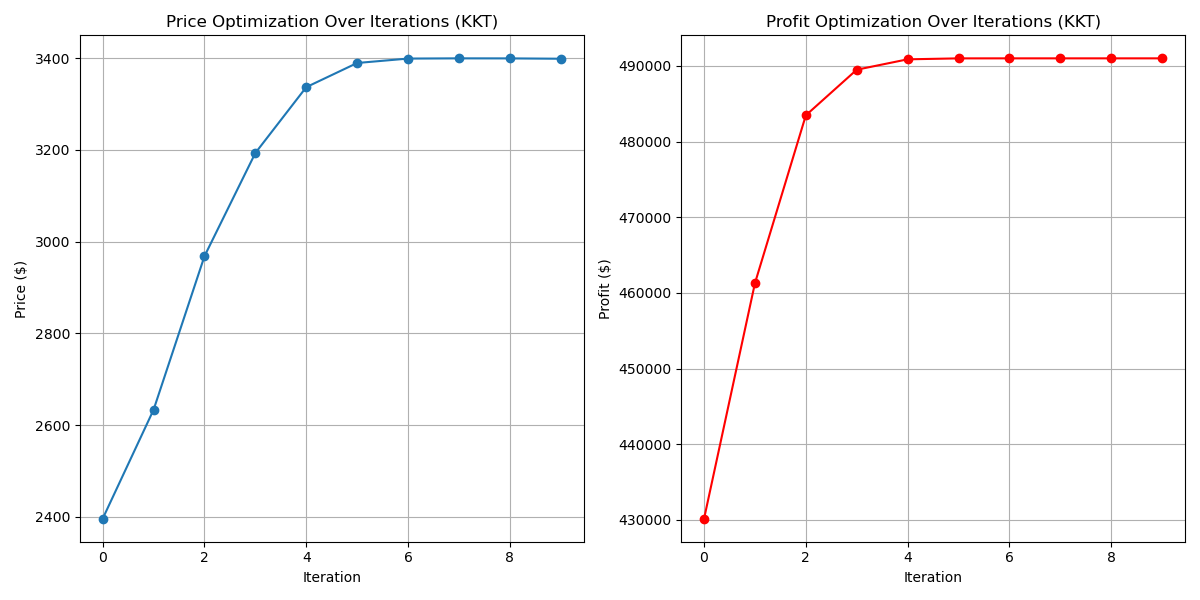 Price Optimization Over Iterations (KKT)
Price ($)
3400
3200
3000
2800
2600
2400
0 2 4 6 8
Iteration
Profit Optimization Over Iterations (KKT)
Profit ($)
490000
480000
470000
460000
450000
440000
430000
0 2 4 6 8
Iteration